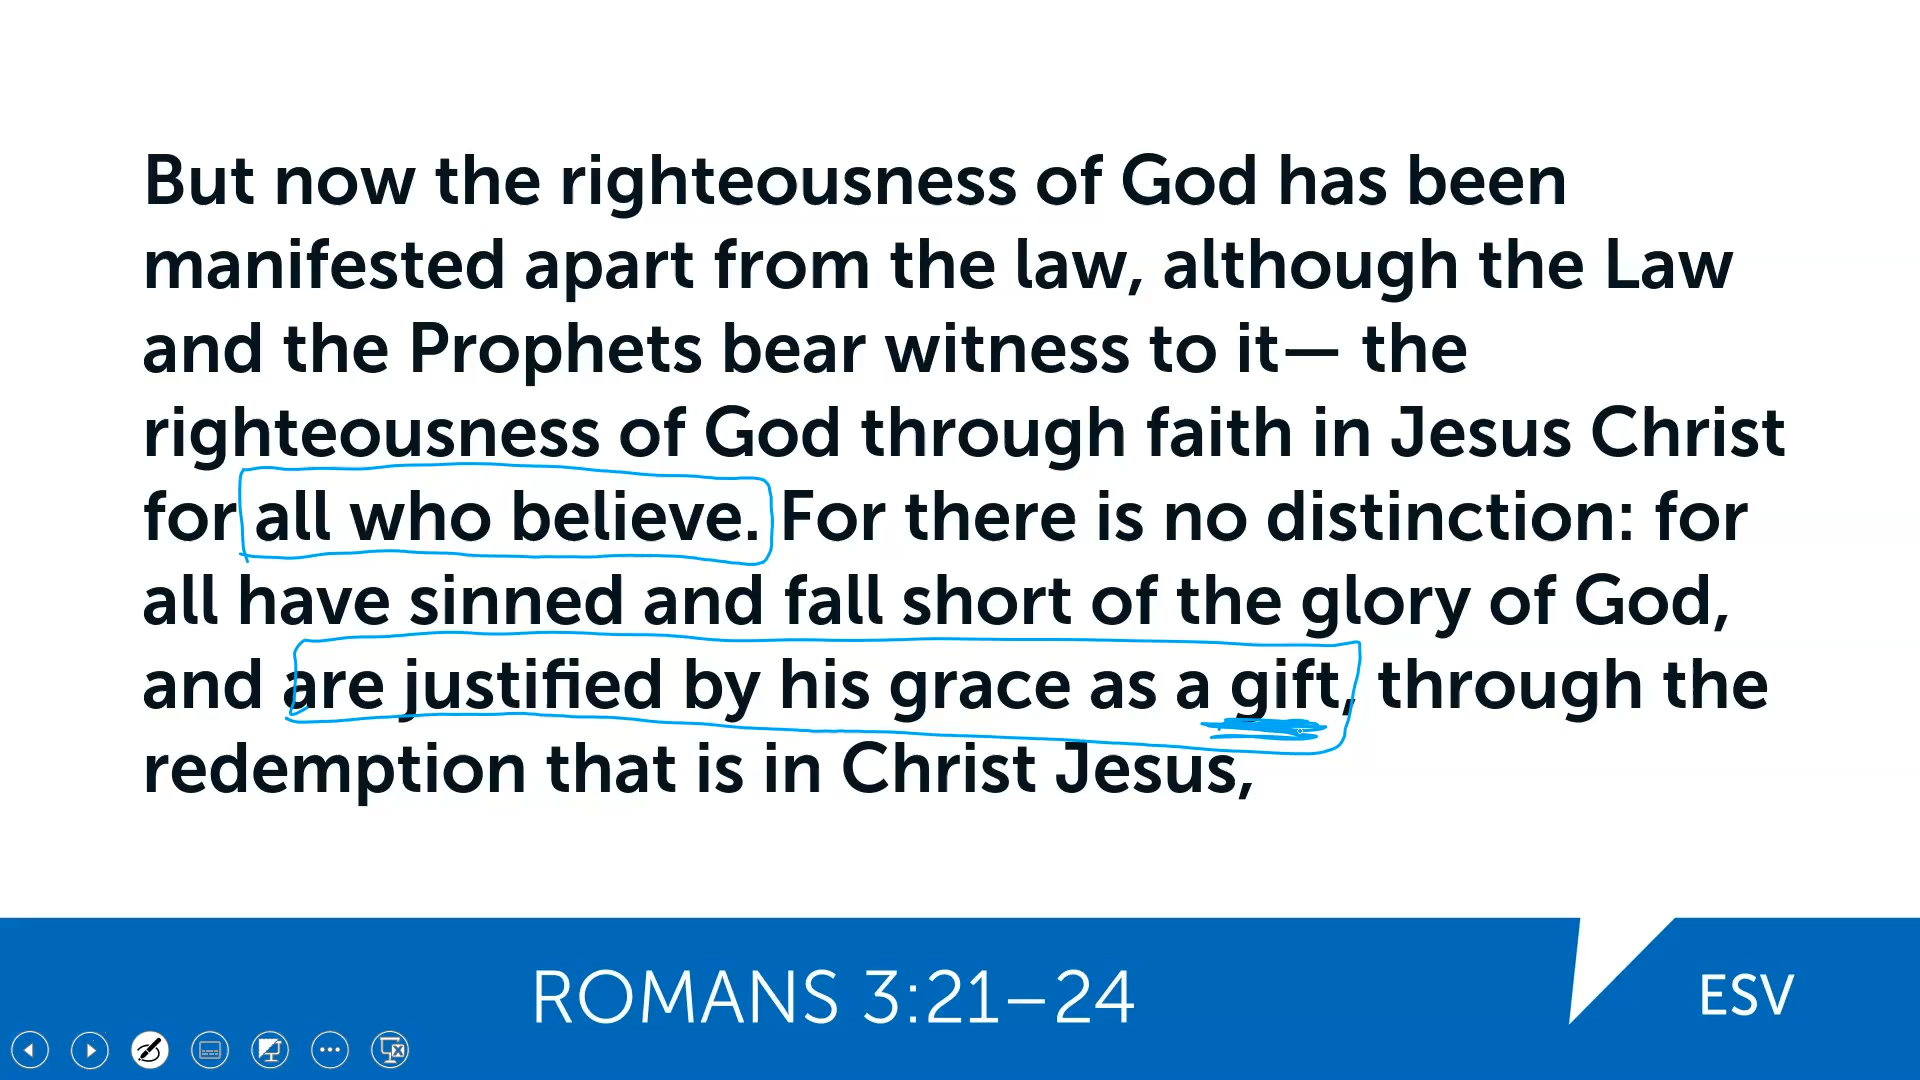 But now the righteousness of God has been
manifested apart from the law, although the Law
and the Prophets bear witness to it— the
righteousness of God through faith in Jesus Christ
for all who believe. For there is no distinction: for
all have sinned and fall short of the glory of God,
and are justified by his grace as a gift, through the
redemption that is in Christ Jesus,
ROMANS 3:21–24
ESV